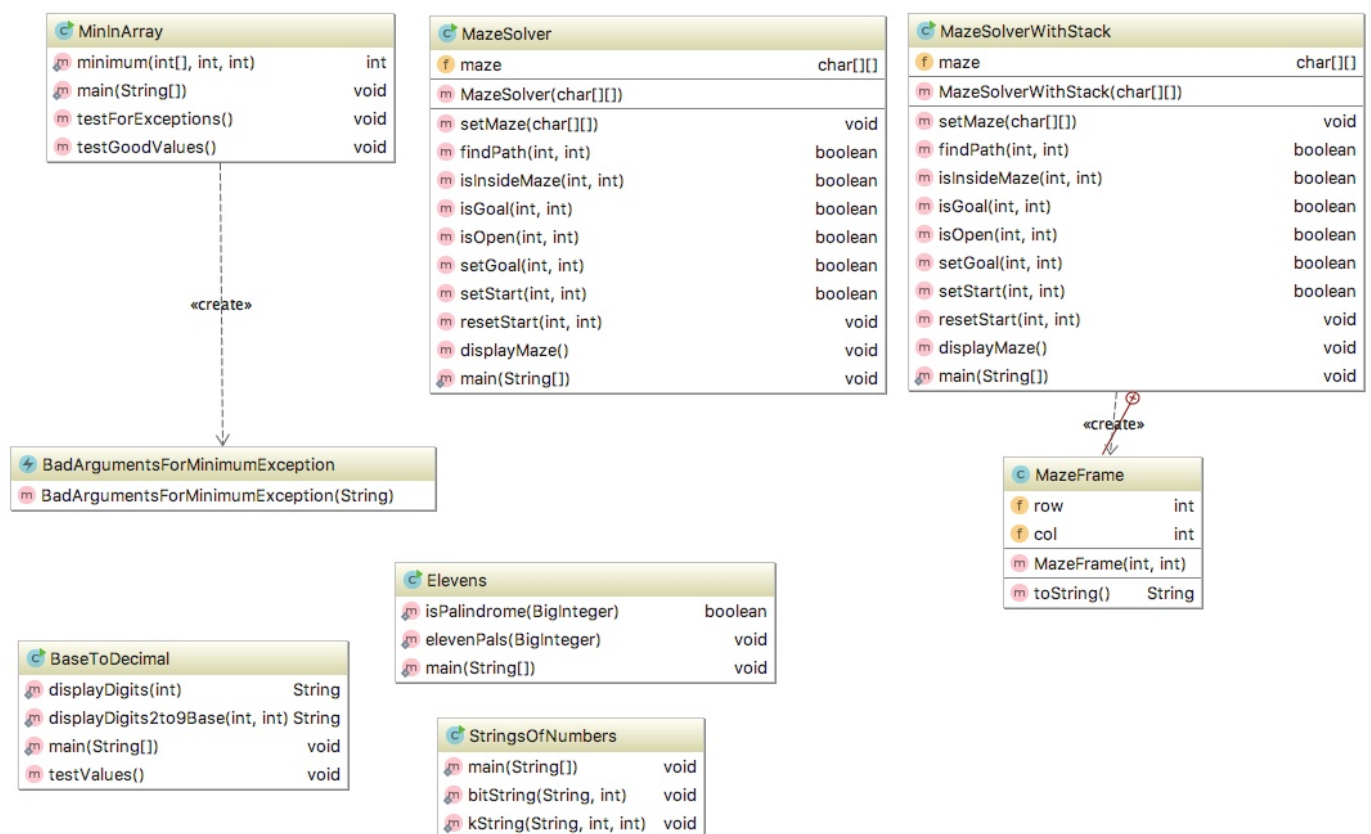 MinInArray
minimum(int[], int, int) int
main(String[]) void
testForExceptions() void
testGoodValues() void
«create»
BadArgumentsForMinimumException
BadArgumentsForMinimumException(String)
MazeSolver
maze char[][]
MazeSolver(char[][])
setMaze(char[][]) void
findPath(int, int) boolean
isInsideMaze(int, int) boolean
isGoal(int, int) boolean
isOpen(int, int) boolean
setGoal(int, int) boolean
setStart(int, int) boolean
resetStart(int, int) void
displayMaze() void
main(String[]) void
MazeSolverWithStack
maze char[][]
MazeSolverWithStack(char[][])
setMaze(char[][]) void
findPath(int, int) boolean
isInsideMaze(int, int) boolean
isGoal(int, int) boolean
isOpen(int, int) boolean
setGoal(int, int) boolean
setStart(int, int) boolean
resetStart(int, int) void
displayMaze() void
main(String[]) void
«create»
MazeFrame
row int
col int
MazeFrame(int, int)
toString() String
Elevens
isPalindrome(BigInteger) boolean
elevenPals(BigInteger) void
main(String[]) void
BaseToDecimal
displayDigits(int) String
displayDigits2to9Base(int, int) String
main(String[]) void
testValues() void
StringsOfNumbers
main(String[]) void
bitString(String, int) void
kString(String, int, int) void